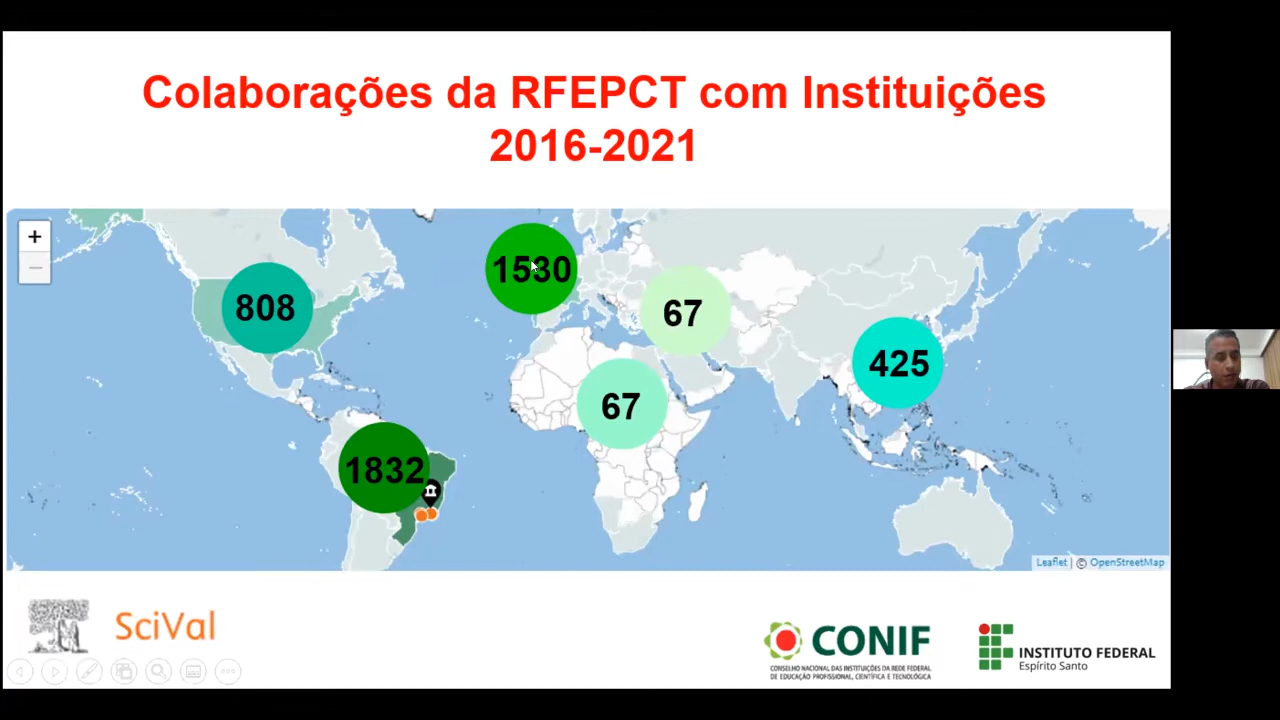 Colaborações da RFEPCT com Instituições
2016-2021
+
−
1530
808
67
425
67
1832
Leaflet | © OpenStreetMap
SciVal
CONIF
CONSELHO NACIONAL DAS INSTITUIÇÕES DA REDE FEDERAL
DE EDUCAÇÃO PROFISSIONAL, CIENTÍFICA E TECNOLÓGICA
INSTITUTO FEDERAL
Espírito Santo